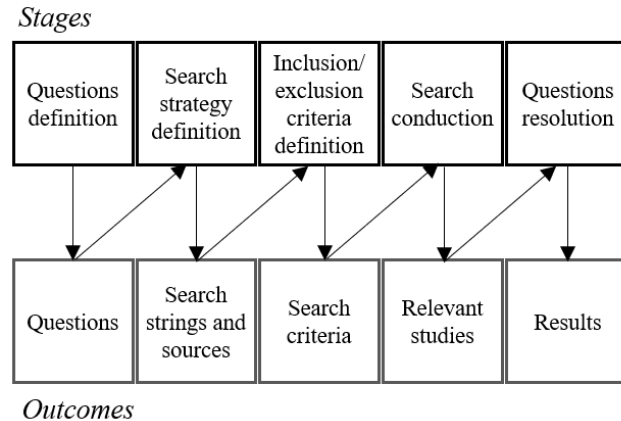 Stages
Questions
definition
Search
strategy
definition
Inclusion/
exclusion
criteria
definition
Search
conduction
Questions
resolution
Questions
Search
strings and
sources
Search
criteria
Relevant
studies
Results
Outcomes